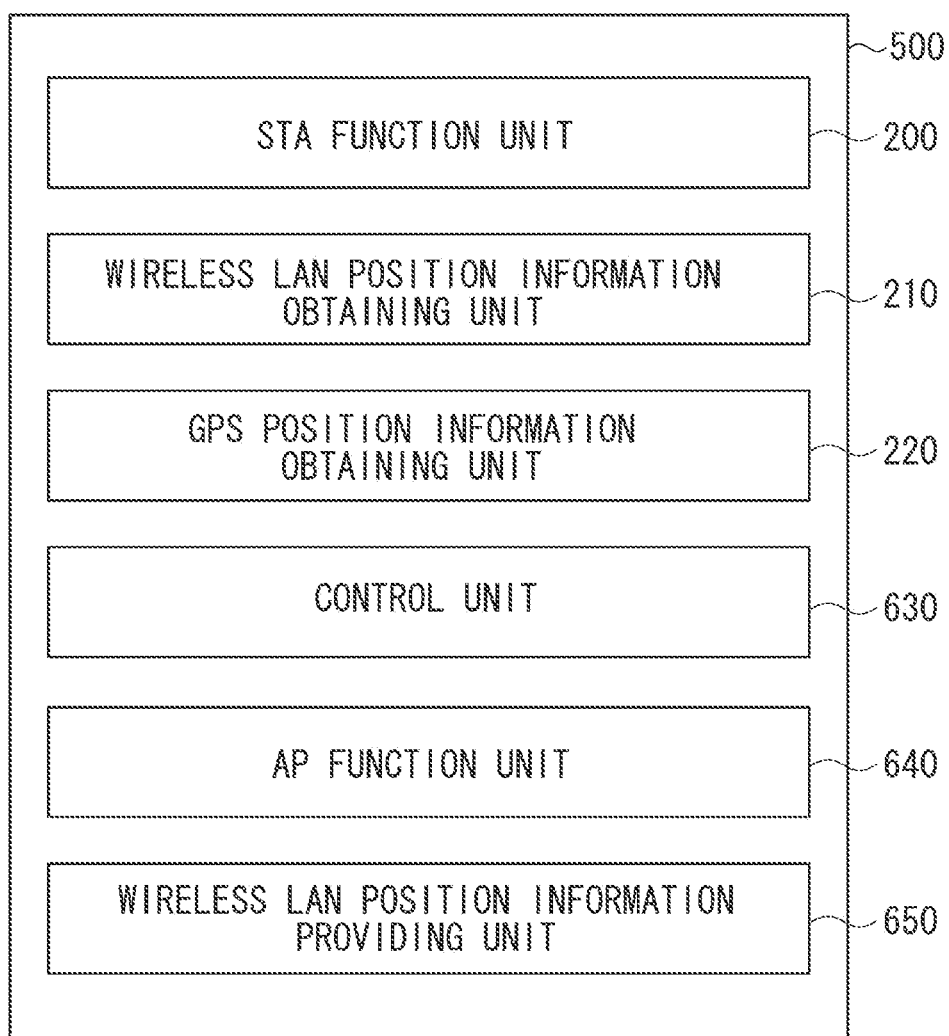 500
STA FUNCTION UNIT
200
WIRELESS LAN POSITION INFORMATION
OBTAINING UNIT
210
GPS POSITION INFORMATION
OBTAINING UNIT
220
CONTROL UNIT
630
AP FUNCTION UNIT
640
WIRELESS LAN POSITION INFORMATION
PROVIDING UNIT
650